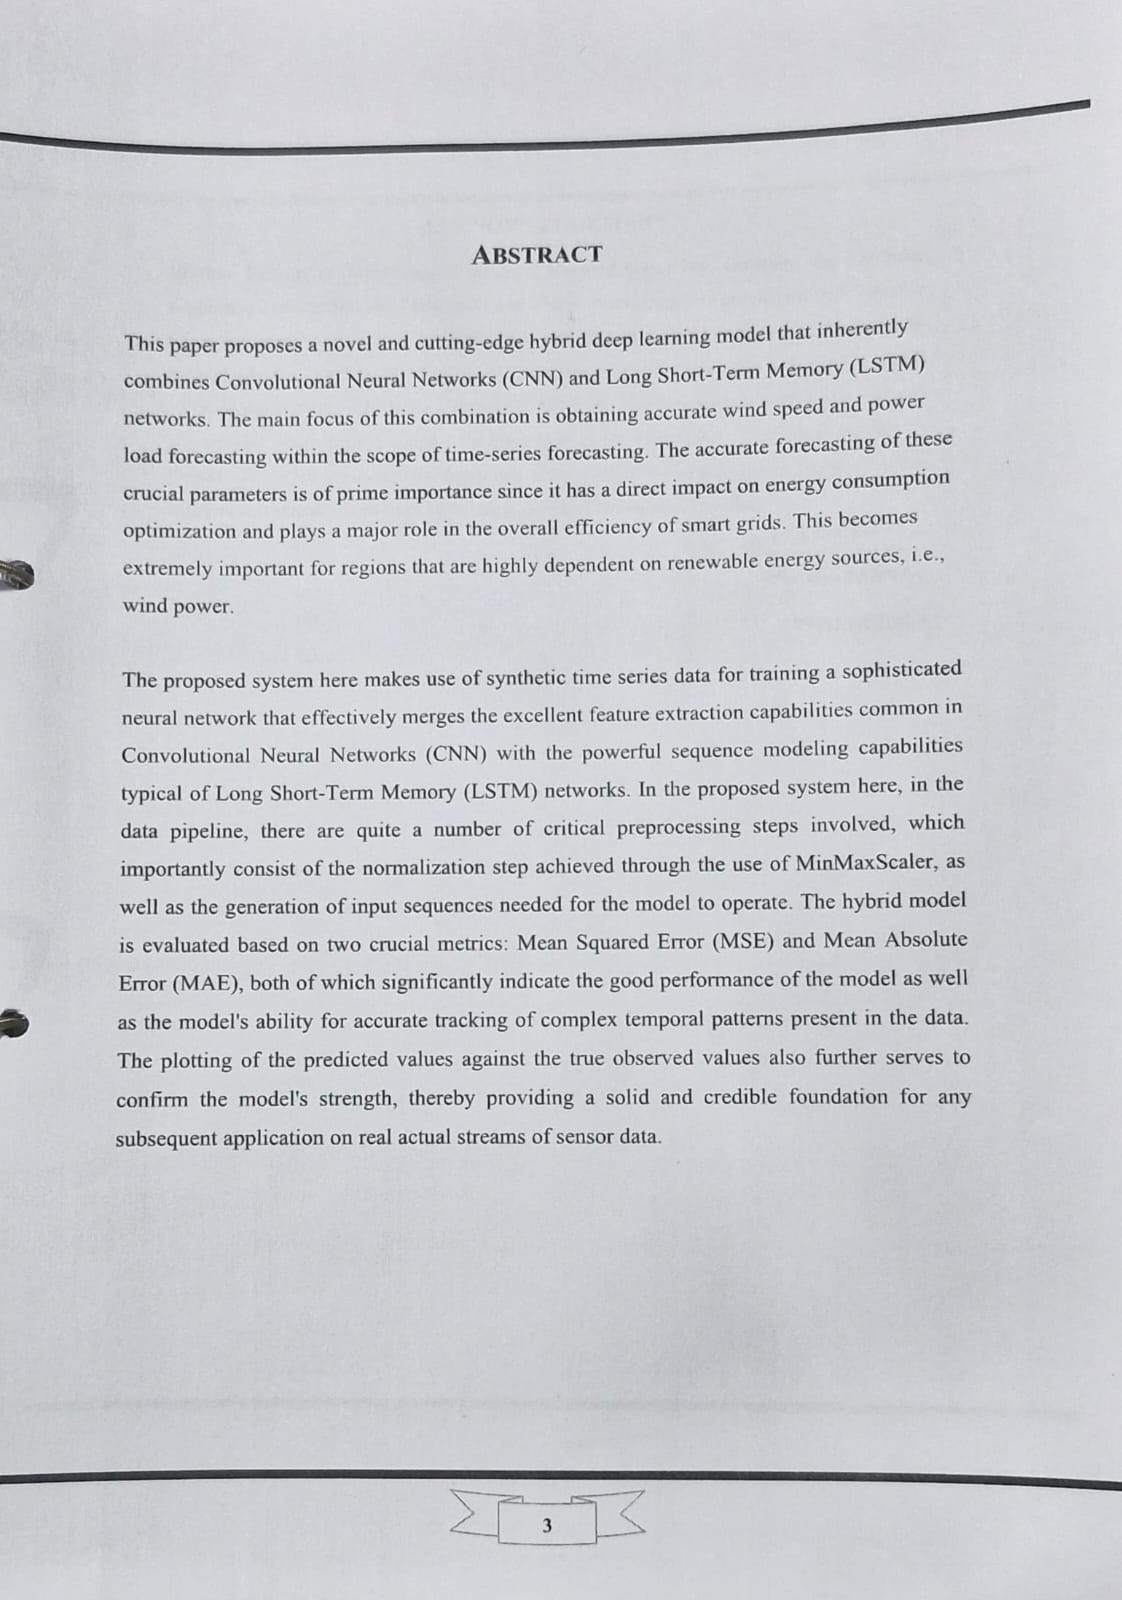 ABSTRACT
This paper proposes a novel and cutting-edge hybrid deep learning model that inherently
combines Convolutional Neural Networks (CNN) and Long Short-Term Memory (LSTM)
networks. The main focus of this combination is obtaining accurate wind speed and power
load forecasting within the scope of time-series forecasting. The accurate forecasting of these
crucial parameters is of prime importance since it has a direct impact on energy consumption
optimization and plays a major role in the overall efficiency of smart grids. This becomes
extremely important for regions that are highly dependent on renewable energy sources, i.e.,
wind power.
The proposed system here makes use of synthetic time series data for training a sophisticated
neural network that effectively merges the excellent feature extraction capabilities common in
Convolutional Neural Networks (CNN) with the powerful sequence modeling capabilities
typical of Long Short-Term Memory (LSTM) networks. In the proposed system here, in the
data pipeline, there are quite a number of critical preprocessing steps involved, which
importantly consist of the normalization step achieved through the use of MinMaxScaler, as
well as the generation of input sequences needed for the model to operate. The hybrid model
is evaluated based on two crucial metrics: Mean Squared Error (MSE) and Mean Absolute
Error (MAE), both of which significantly indicate the good performance of the model as well
as the model's ability for accurate tracking of complex temporal patterns present in the data.
The plotting of the predicted values against the true observed values also further serves to
confirm the model's strength, thereby providing a solid and credible foundation for any
subsequent application on real actual streams of sensor data.
3